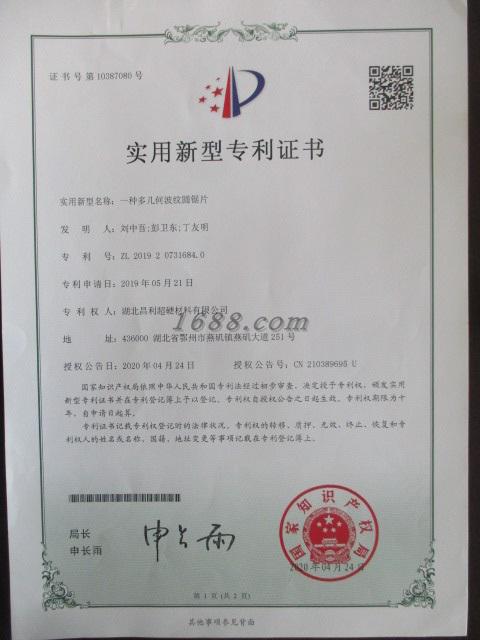 证书号第10387080号
实用新型专利证书
实用新型名称：一种多几何波纹圆锯片
发明人：刘中吾;彭卫东;丁友明
专利号：ZL 2019 2 0731684.0
专利申请日：2019年05月21日
专利权人：湖北昌利超硬材料有限公司
1688.com
地址：436000 湖北省鄂州市燕矶镇燕矶大道251号
授权公告日：2020年04月24日 授权公告号：CN 210389695 U
国家知识产权局依照中华人民共和国专利法经过初步审查，决定授予专利权，颁发实用
新型专利证书并在专利登记簿上予以登记。专利权自授权公告之日起生效。专利权期限为十
年，自申请日起算。
专利证书记载专利权登记时的法律状况。专利权的转移、质押、无效、终止、恢复和专
利权人的姓名或名称、国籍、地址变更等事项记载在专利登记簿上。
局长
申长雨
申长雨
国家知识产权局
2020年04月24日
第1页(共2页)
其他事项参见背面